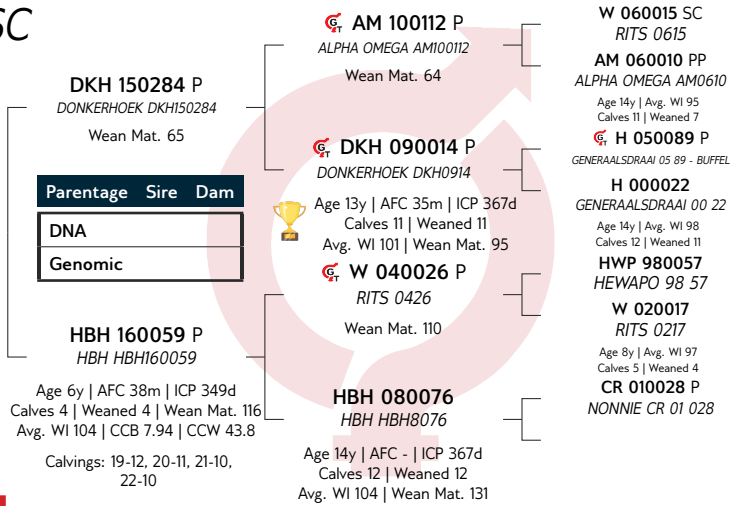 SC
DKH 150284 P
DONKERHOEK DKH150284
Wean Mat. 65
Parentage Sire Dam
DNA
Genomic
HBH 160059 P
HBH HBH160059
Age 6y | AFC 38m | ICP 349d
Calves 4 | Weaned 4 | Wean Mat. 116
Avg. WI 104 | CCB 7.94 | CCW 43.8
Calvings: 19-12, 20-11, 21-10,
22-10
GT AM 100112 P
ALPHA OMEGA AM100112
Wean Mat. 64
GT DKH 090014 P
DONKERHOEK DKH0914
Age 13y | AFC 35m | ICP 367d
Calves 11 | Weaned 11
Avg. WI 101 | Wean Mat. 95
GT W 040026 P
RITS 0426
Wean Mat. 110
HBH 080076
HBH HBH8076
Age 14y | AFC - | ICP 367d
Calves 12 | Weaned 12
Avg. WI 104 | Wean Mat. 131
W 060015 SC
RITS 0615
AM 060010 PP
ALPHA OMEGA AM0610
Age 14y | Avg. WI 95
Calves 11 | Weaned 7
GT H 050089 P
GENERAALSDRAAI 05 89 - BUFFEL
H 000022
GENERAALSDRAAI 00 22
Age 14y | Avg. WI 98
Calves 12 | Weaned 11
HWP 980057
HEWAPO 98 57
W 020017
RITS 0217
Age 8y | Avg. WI 97
Calves 5 | Weaned 4
CR 010028 P
NONNIE CR 01 028